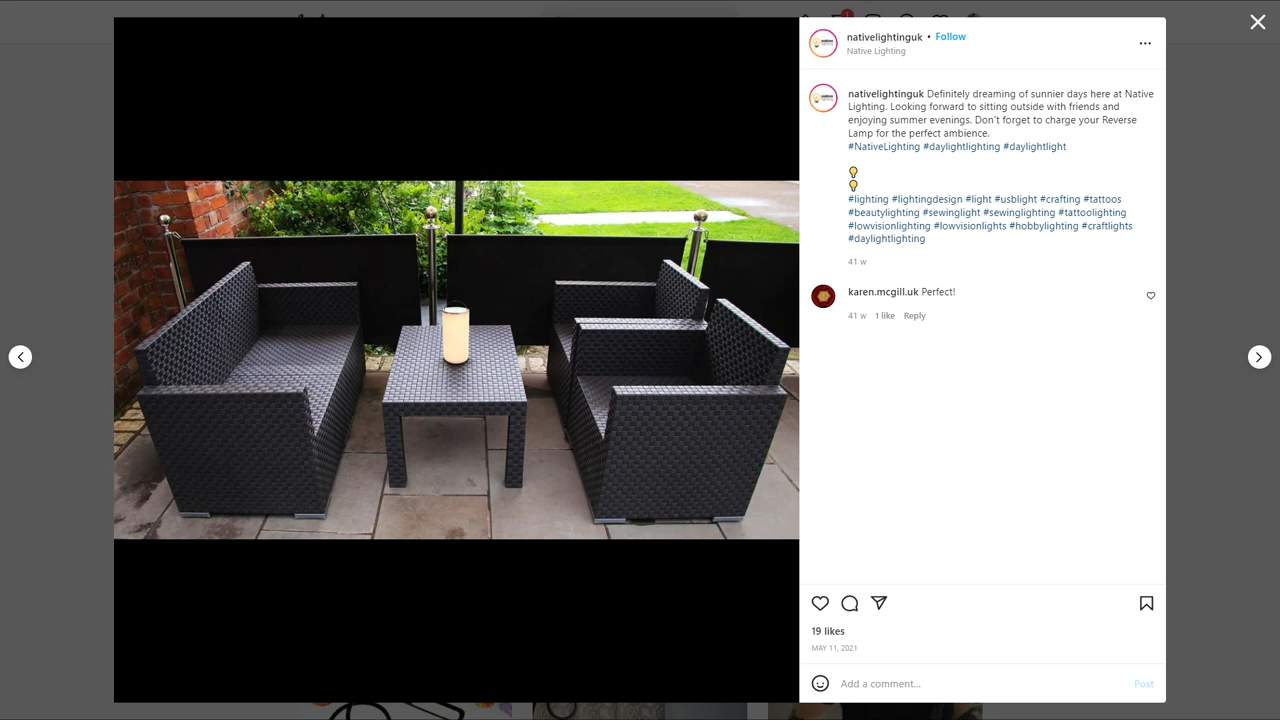 nativelightinguk • Follow
Native Lighting
nativelightinguk Definitely dreaming of sunnier days here at Native
Lighting. Looking forward to sitting outside with friends and
enjoying summer evenings. Don't forget to charge your Reverse
Lamp for the perfect ambience.
#NativeLighting #daylightlighting #daylightlight
#lighting #lightingdesign #light #usblight #crafting #tattoos
#beautylighting #sewinglight #sewinglighting #tattoolighting
#lowvisionlighting #lowvisionlights #hobbylighting #craftlights
#daylightlighting
41 w
karen.mcgill.uk Perfect!
41 w 1 like Reply
19 likes
MAY 11, 2021
Add a comment... Post